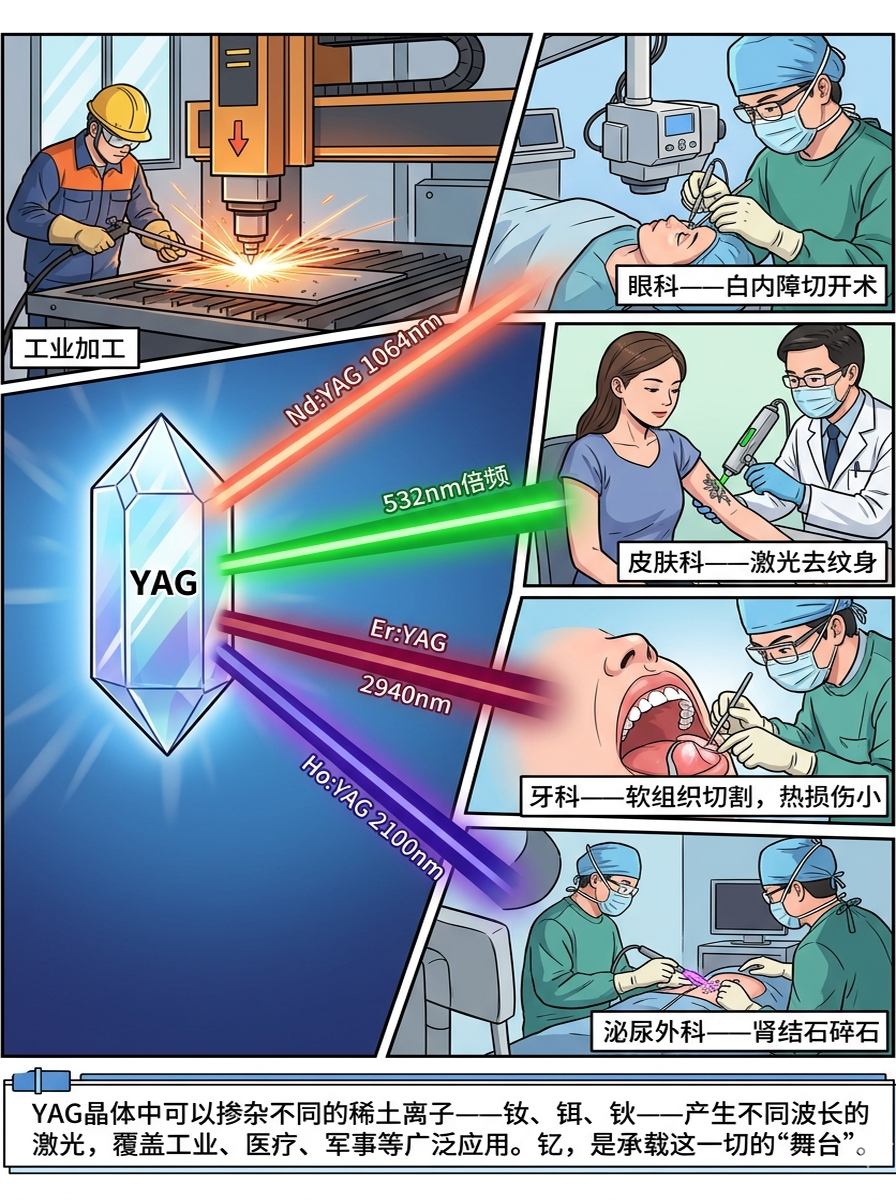 工业加工
眼科——白内障切开术
Nd:YAG 1064nm
532nm倍频
皮肤科——激光去纹身
YAG
Er:YAG
2940nm
牙科——软组织切割，热损伤小
Ho:YAG 2100nm
泌尿外科——肾结石碎石
YAG晶体中可以掺杂不同的稀土离子——钕、铒、钬——产生不同波长的
激光，覆盖工业、医疗、军事等广泛应用。钇，是承载这一切的“舞台”。